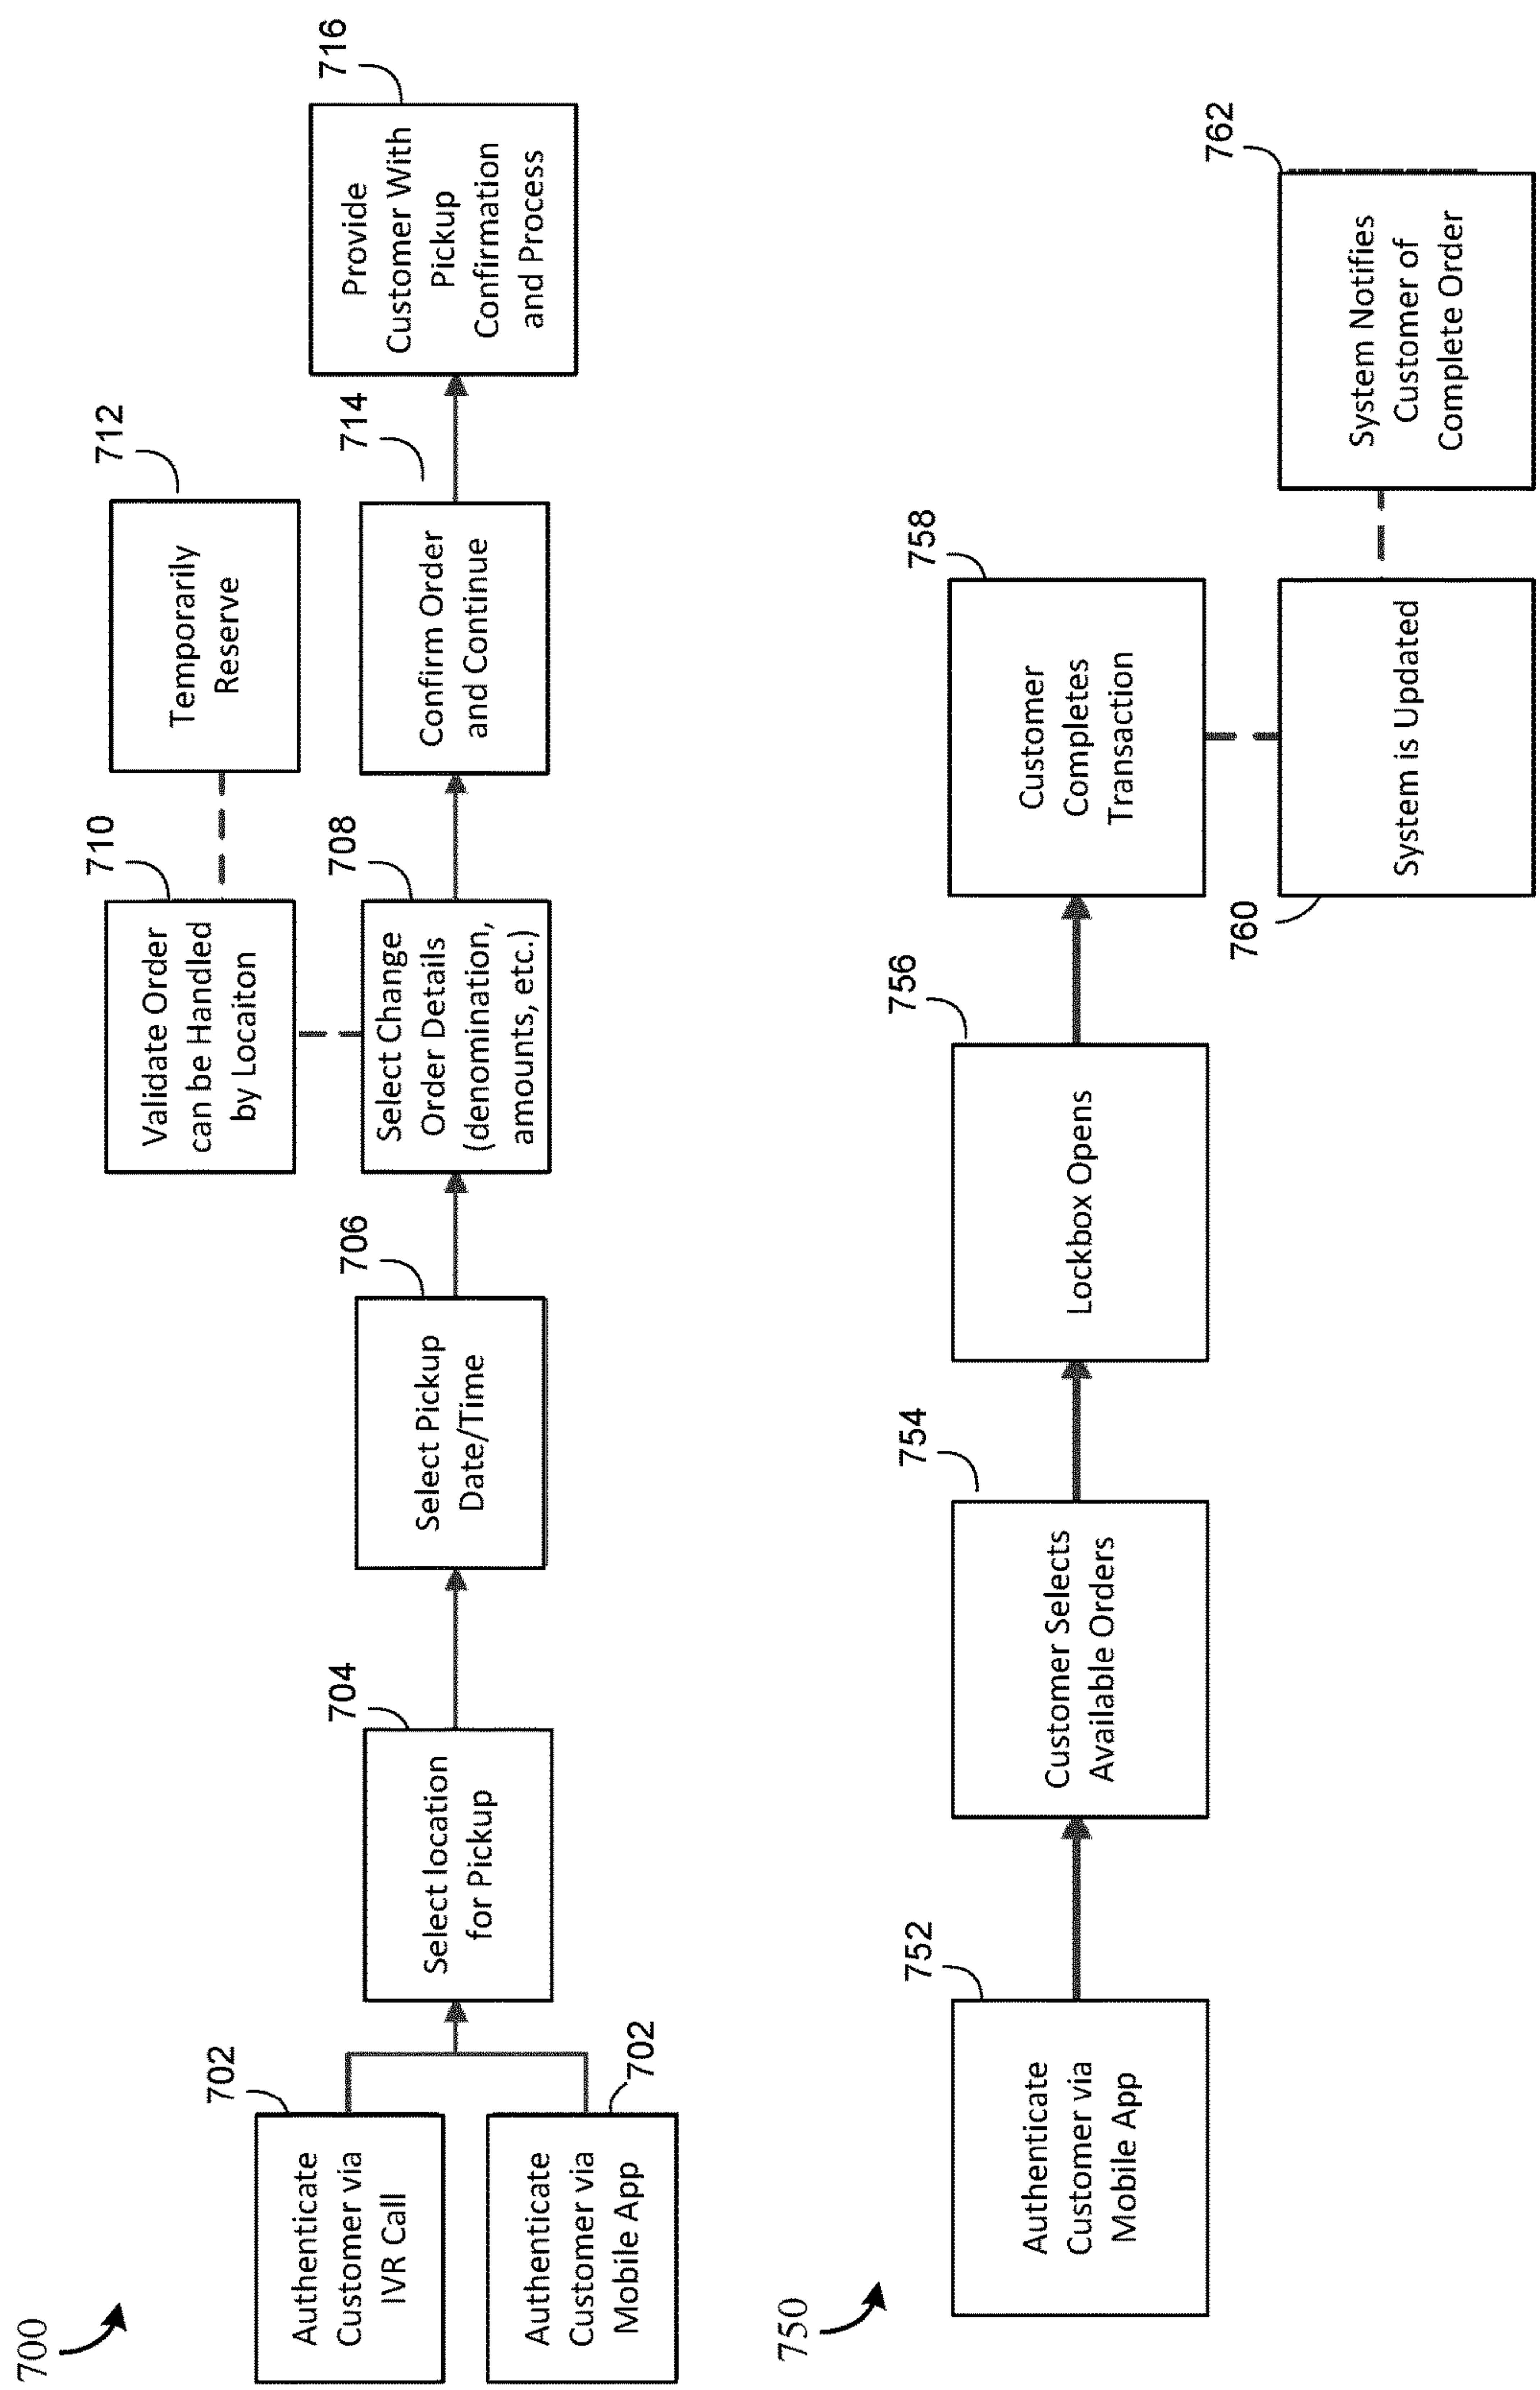 700
702
Authenticate
Customer via
IVR Call
702
Authenticate
Customer via
Mobile App
704
Select location
for Pickup
706
Select Pickup
Date/Time
710
Validate Order
can be Handled
by Locaiton
708
Select Change
Order Details
(denomination,
amounts, etc.)
712
Temporarily
Reserve
714
Confirm Order
and Continue
716
Provide
Customer With
Pickup
Confirmation
and Process
750
752
Authenticate
Customer via
Mobile App
754
Customer Selects
Available Orders
756
Lockbox Opens
758
Customer
Completes
Transaction
760
System is Updated
762
System Notifies
Customer of
Complete Order